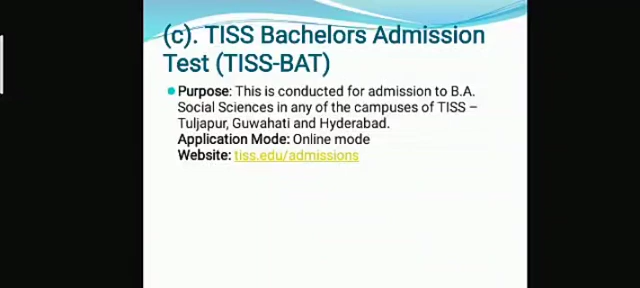 (c). TISS Bachelors Admission
Test (TISS-BAT)
Purpose: This is conducted for admission to B.A.
Social Sciences in any of the campuses of TISS –
Tuljapur, Guwahati and Hyderabad.
Application Mode: Online mode
Website: tiss.edu/admissions